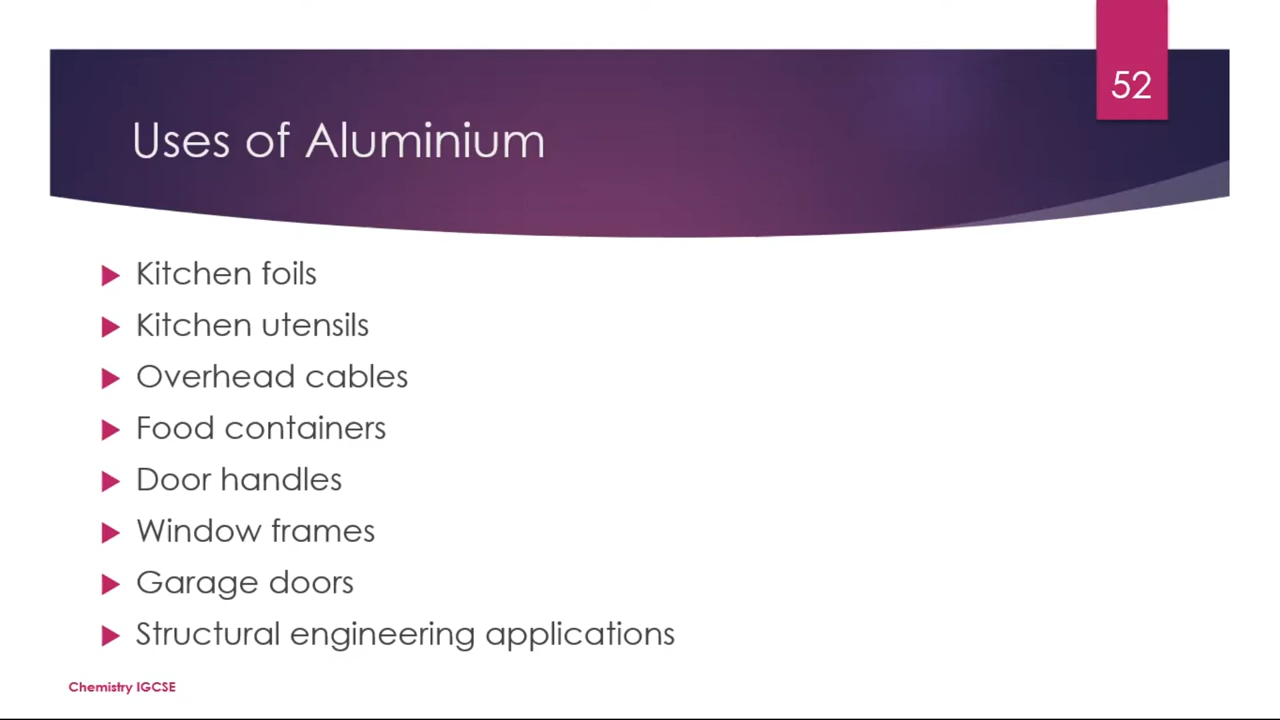 52
Uses of Aluminium
Kitchen foils
Kitchen utensils
Overhead cables
Food containers
Door handles
Window frames
Garage doors
Structural engineering applications
Chemistry IGCSE